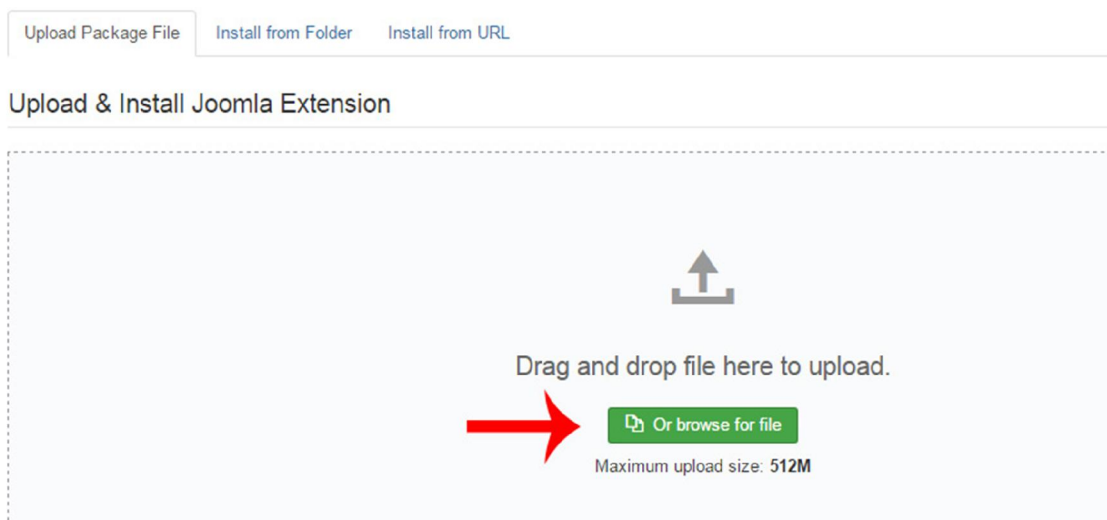 Upload Package File Install from Folder Install from URL
Upload & Install Joomla Extension
Drag and drop file here to upload.
Or browse for file
Maximum upload size: 512M